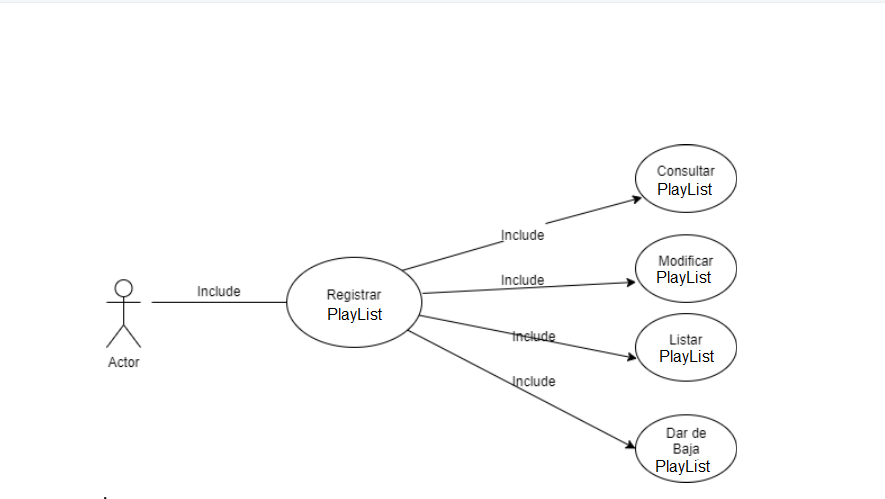 Consultar
PlayList
Include
Modificar
PlayList
Include
Include
Registrar
PlayList
Actor
Include
Listar
PlayList
Include
Dar de
Baja
PlayList